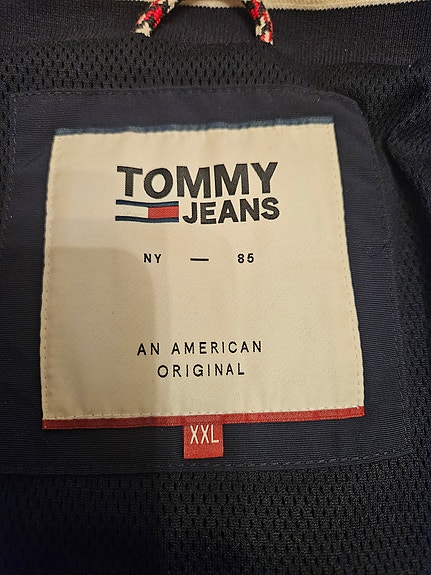 TOMMY
JEANS
NY — 85
AN AMERICAN
ORIGINAL
XXL